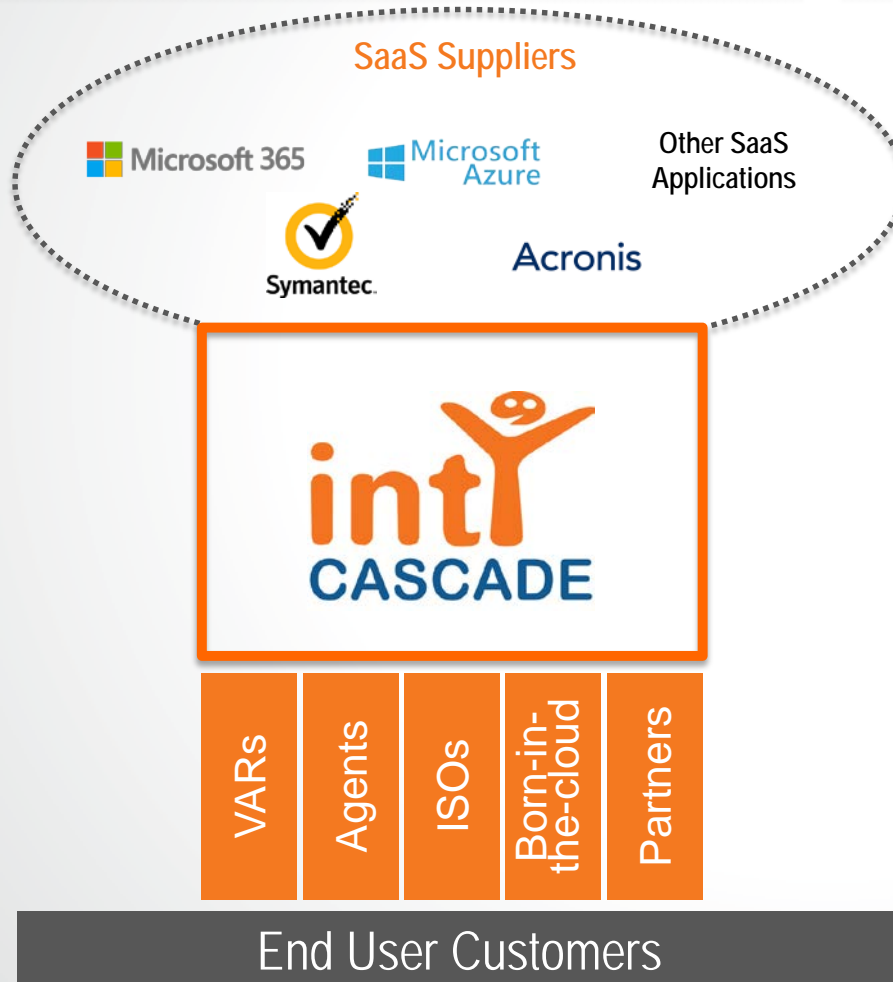 SaaS Suppliers
Microsoft 365
Microsoft
Azure
Other SaaS
Applications
Symantec.
Acronis
intY
CASCADE
VARs
Agents
ISOs
Born-in-
the-cloud
Partners
End User Customers